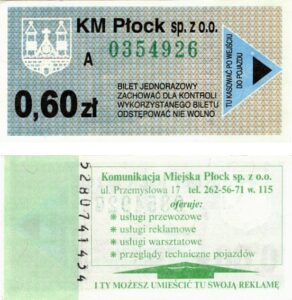 KM Płock sp. z o.o.
A 0354926
0,60 zł
BILET JEDNORAZOWY
ZACHOWAĆ DLA KONTROLI
WYKORZYSTANEGO BILETU
ODSTĘPOWAĆ NIE WOLNO
TU KASOWAĆ PO WEJŚCIU
DO POJAZDU
5280741434
Komunikacja Miejska Płock sp. z o.o.
ul. Przemysłowa 17 tel. 262-56-71 w. 115
oferuje:
* usługi przewozowe
* usługi reklamowe
* usługi warsztatowe
* przeglądy techniczne pojazdów
I TY MOŻESZ UMIEŚCIĆ TU SWOJĄ REKLAMĘ